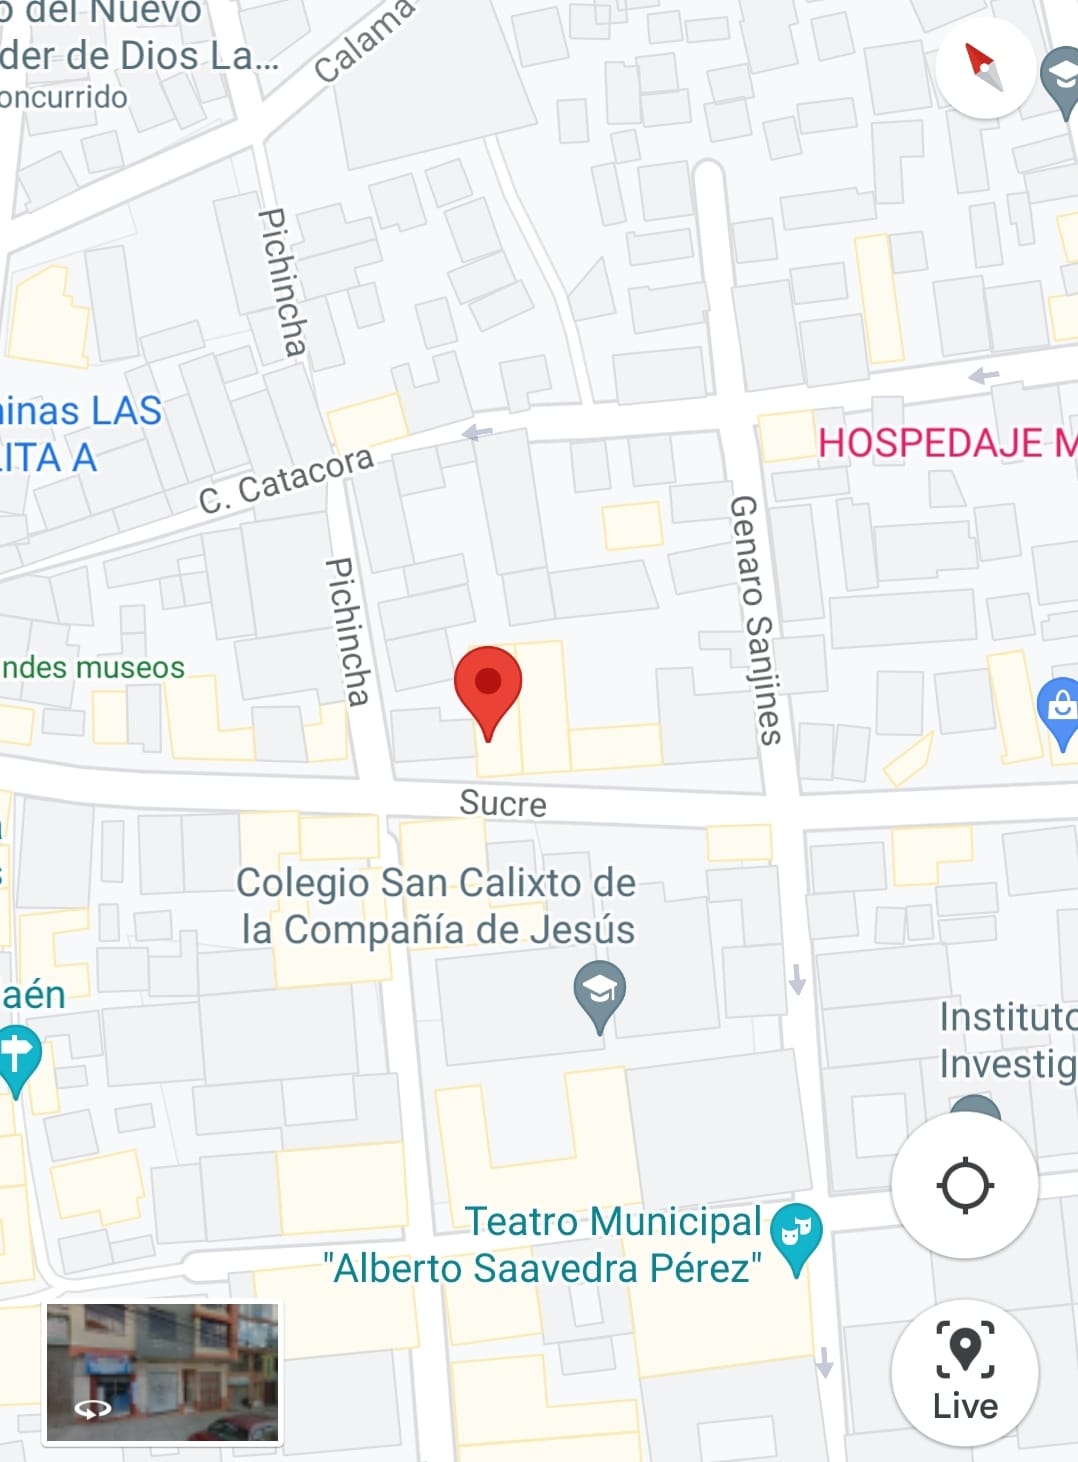 o del Nuevo
der de Dios La...
oncurrido
Calama
Pichincha
inas LAS
LITA A
C. Catacora
HOSPEDAJE M
Genaro Sanjines
Pichincha
ndes museos
Sucre
Colegio San Calixto de
la Compañía de Jesús
aén
Instituto
Investig
Teatro Municipal
"Alberto Saavedra Pérez"
Live